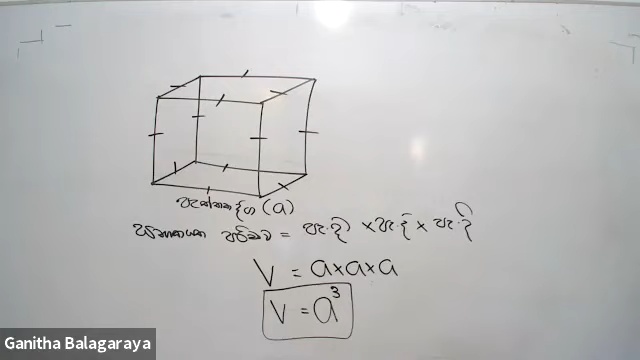 පැත්තක දිග (a)
ඝනකයක පරිමාව = පැ.දි × පැ.දි × පැ.දි
V = a×a×a
V = a³
Ganitha Balagaraya